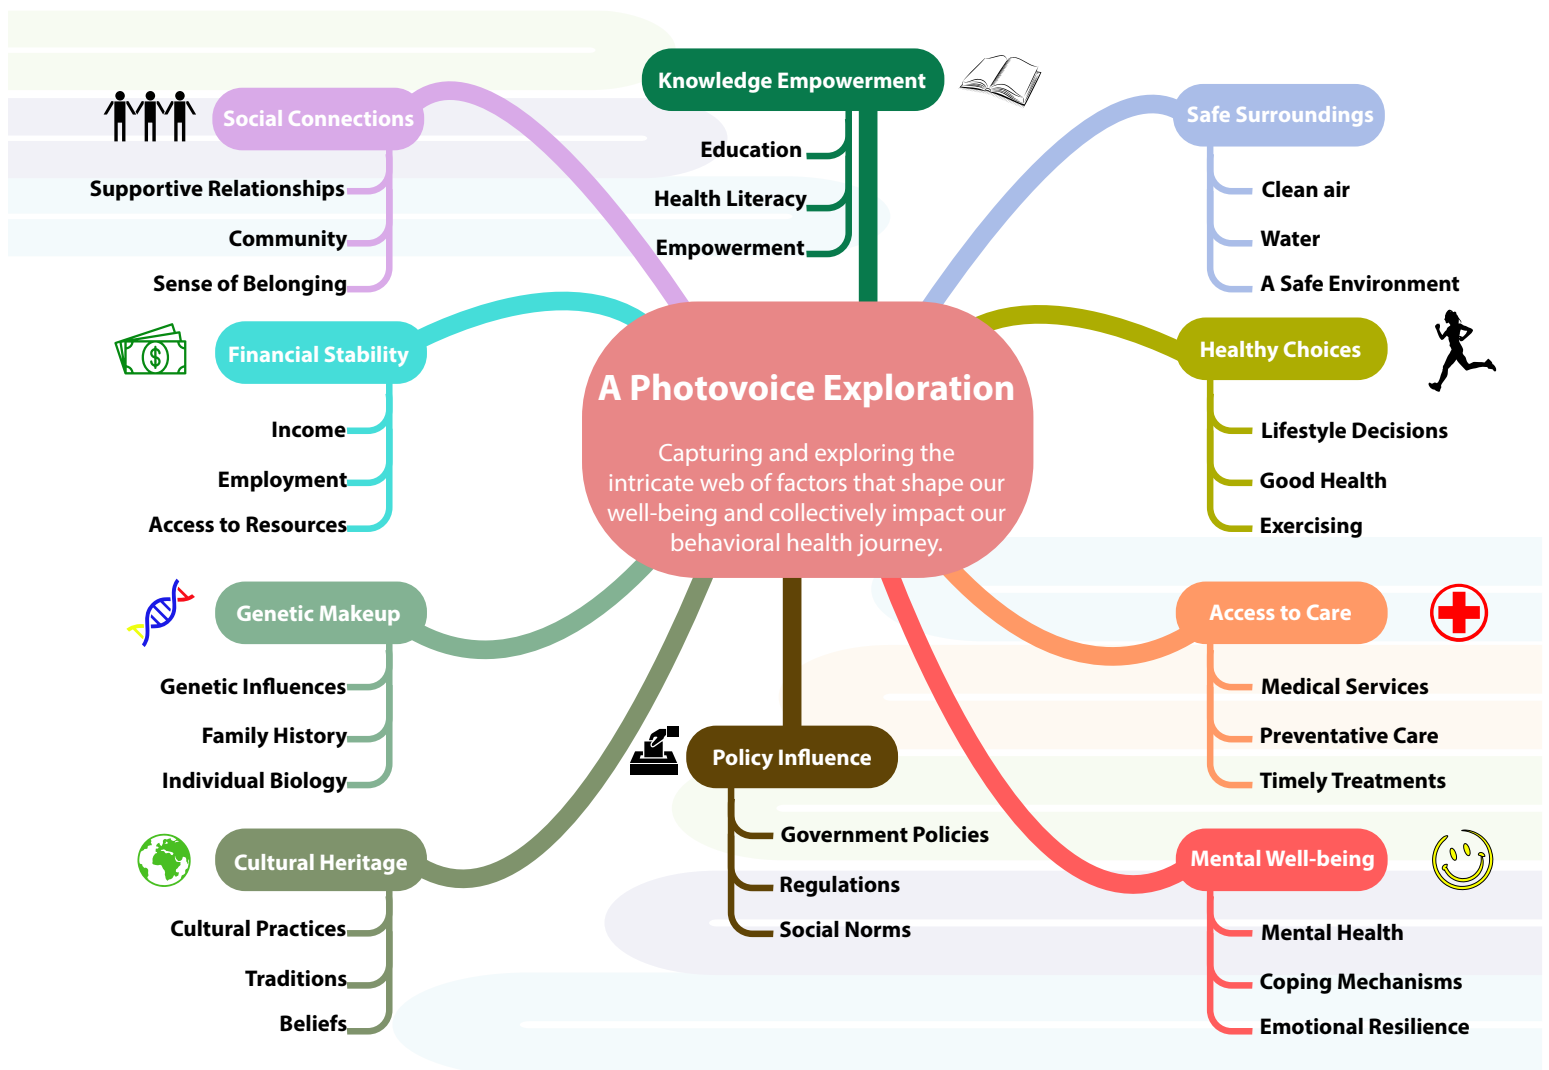 Knowledge Empowerment
Education
Health Literacy
Empowerment
Social Connections
Supportive Relationships
Community
Sense of Belonging
Safe Surroundings
Clean air
Water
A Safe Environment
Financial Stability
Income
Employment
Access to Resources
A Photovoice Exploration
Capturing and exploring the
intricate web of factors that shape our
well-being and collectively impact our
behavioral health journey.
Healthy Choices
Lifestyle Decisions
Good Health
Exercising
Genetic Makeup
Genetic Influences
Family History
Individual Biology
Access to Care
Medical Services
Preventative Care
Timely Treatments
Cultural Heritage
Cultural Practices
Traditions
Beliefs
Policy Influence
Government Policies
Regulations
Social Norms
Mental Well-being
Mental Health
Coping Mechanisms
Emotional Resilience